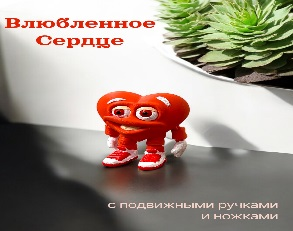 Влюбленное
Сердце
с подвижными ручками
и ножками